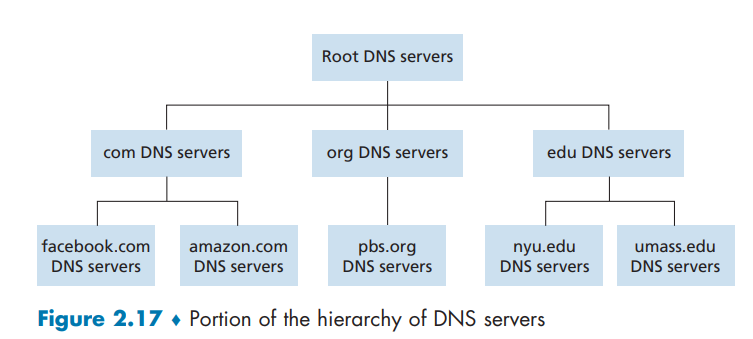 Root DNS servers
com DNS servers
org DNS servers
edu DNS servers
facebook.com
DNS servers
amazon.com
DNS servers
pbs.org
DNS servers
nyu.edu
DNS servers
umass.edu
DNS servers
Figure 2.17 ♦ Portion of the hierarchy of DNS servers